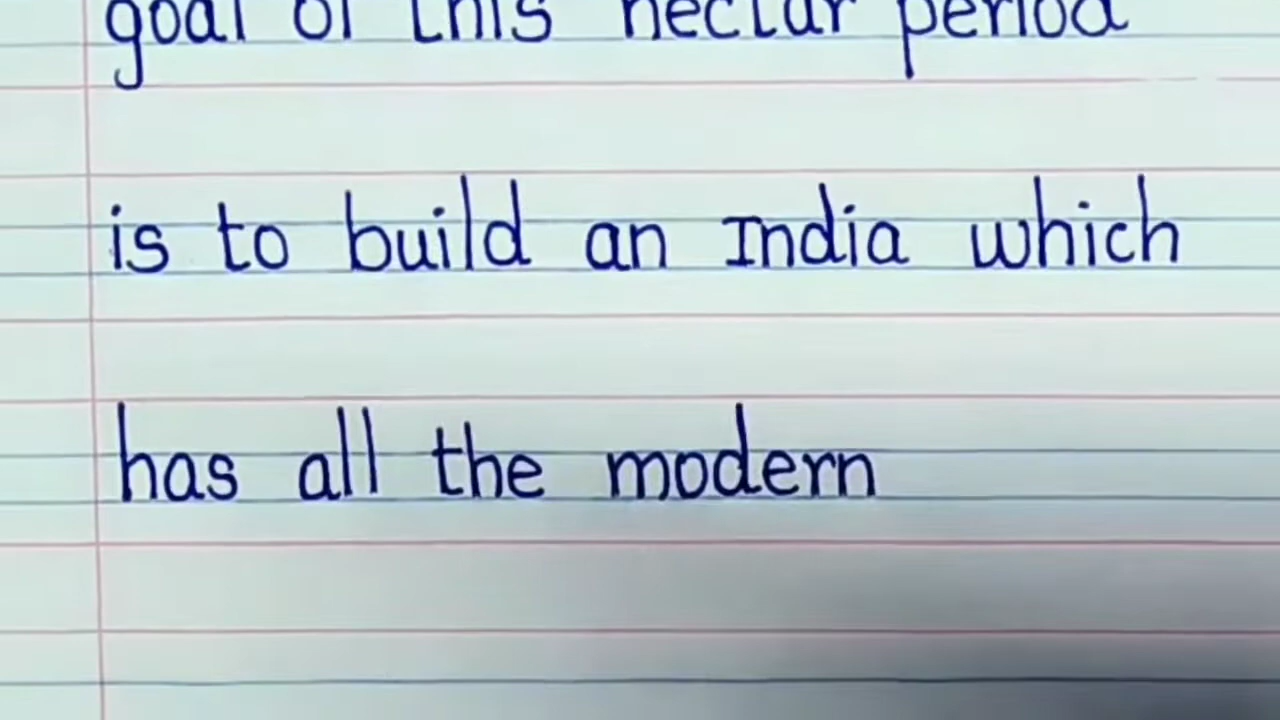 goal of this nectar period
is to build an India which
has all the modern